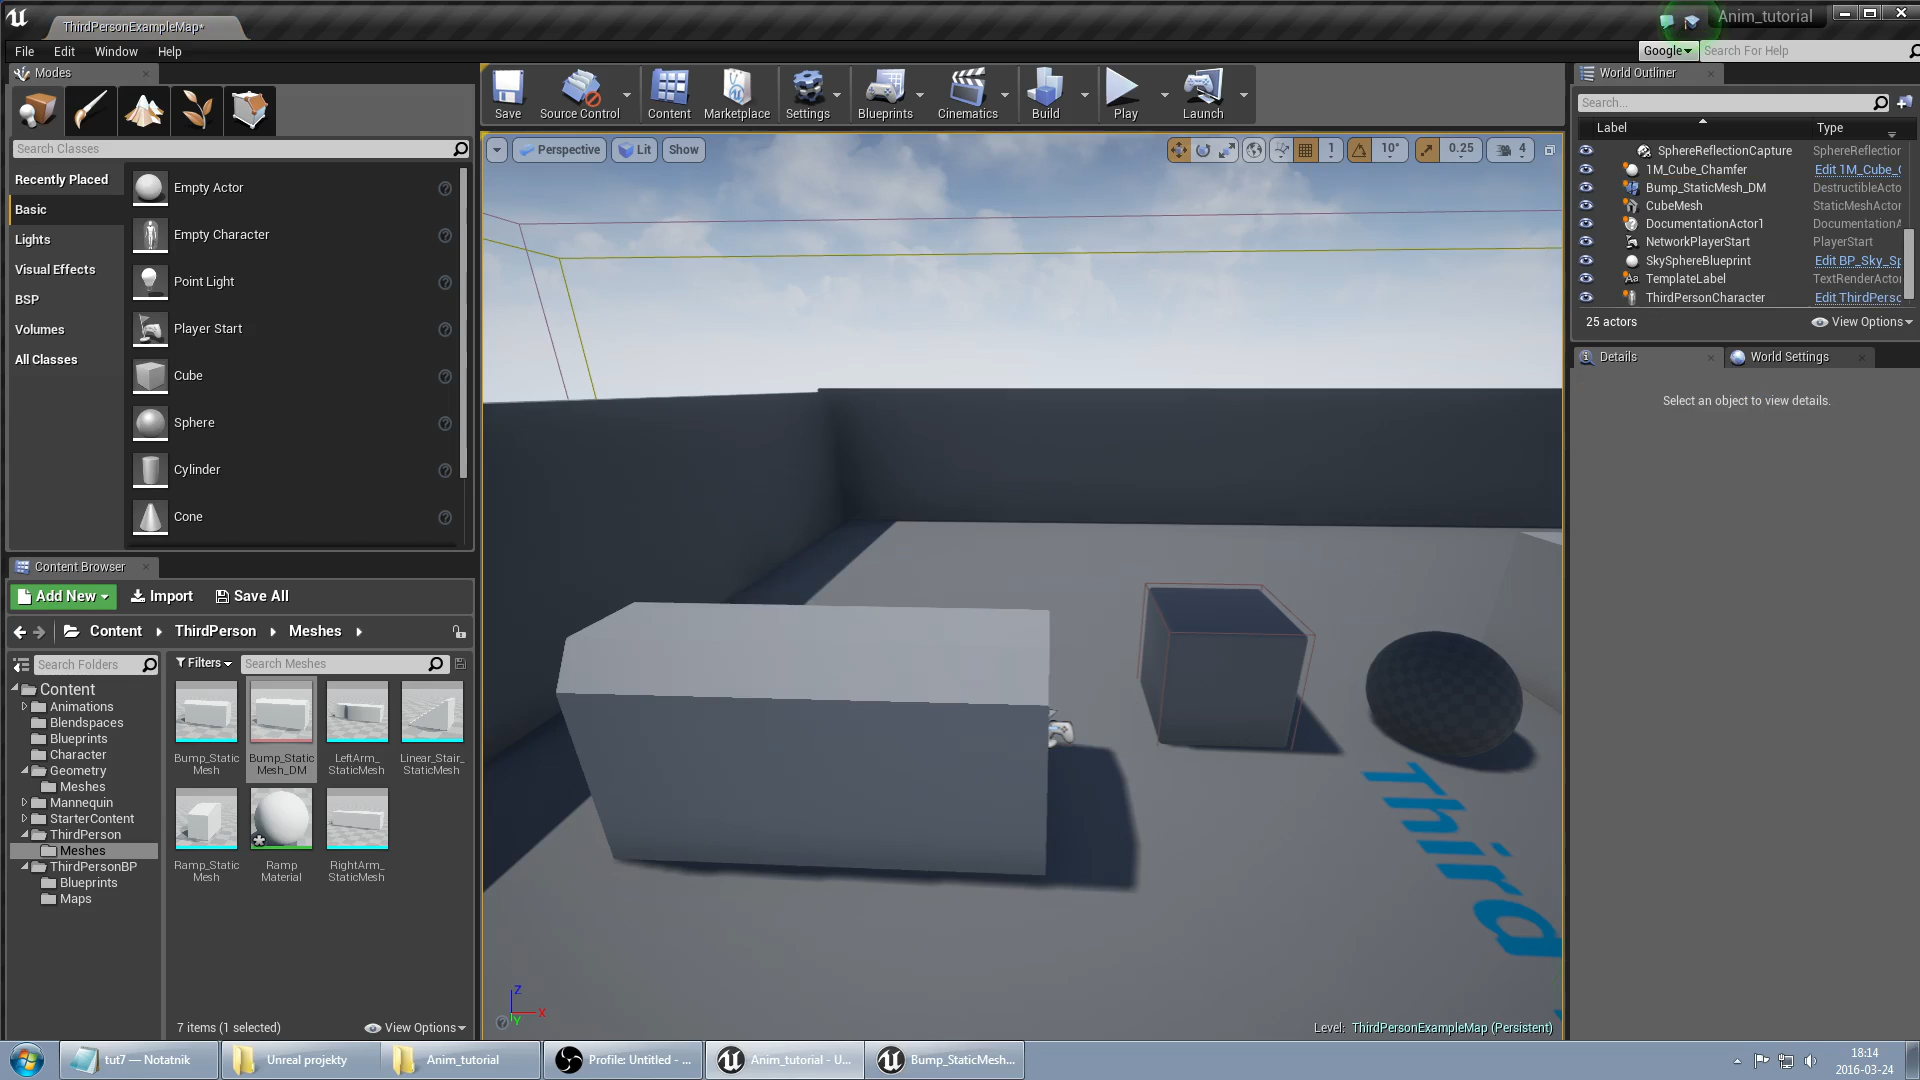 ThirdPersonExampleMap*
Anim_tutorial
File Edit Window Help
Google
Search For Help
Modes
Search Classes
Recently Placed
Basic
Lights
Visual Effects
BSP
Volumes
All Classes
Empty Actor
Empty Character
Point Light
Player Start
Cube
Sphere
Cylinder
Cone
Save
Source Control
Content
Marketplace
Settings
Blueprints
Cinematics
Build
Play
Launch
Perspective
Lit
Show
1
10°
0.25
4
Third
Z
X
Y
Level: ThirdPersonExampleMap (Persistent)
World Outliner
Search...
Label Type
SphereReflectionCapture SphereReflection
1M_Cube_Chamfer Edit 1M_Cube_(
Bump_StaticMesh_DM DestructibleActo
CubeMesh StaticMeshActor
DocumentationActor1 DocumentationA
NetworkPlayerStart PlayerStart
SkySphereBlueprint Edit BP_Sky_Sp
TemplateLabel TextRenderActo
ThirdPersonCharacter Edit ThirdPerso
25 actors
View Options
Details
World Settings
Select an object to view details.
Content Browser
Add New
Import
Save All
Content
ThirdPerson
Meshes
Search Folders
Filters
Search Meshes
Content
Animations
Blendspaces
Blueprints
Character
Geometry
Meshes
Mannequin
StarterContent
ThirdPerson
Meshes
ThirdPersonBP
Blueprints
Maps
Bump_Static
Mesh
Bump_Static
Mesh_DM
LeftArm_
StaticMesh
Linear_Stair_
StaticMesh
Ramp_Static
Mesh
Ramp
Material
RightArm_
StaticMesh
7 items (1 selected)
View Options
tut7 — Notatnik
Unreal projekty
Anim_tutorial
Profile: Untitled - ...
Anim_tutorial - U...
Bump_StaticMesh...
18:14
2016-03-24